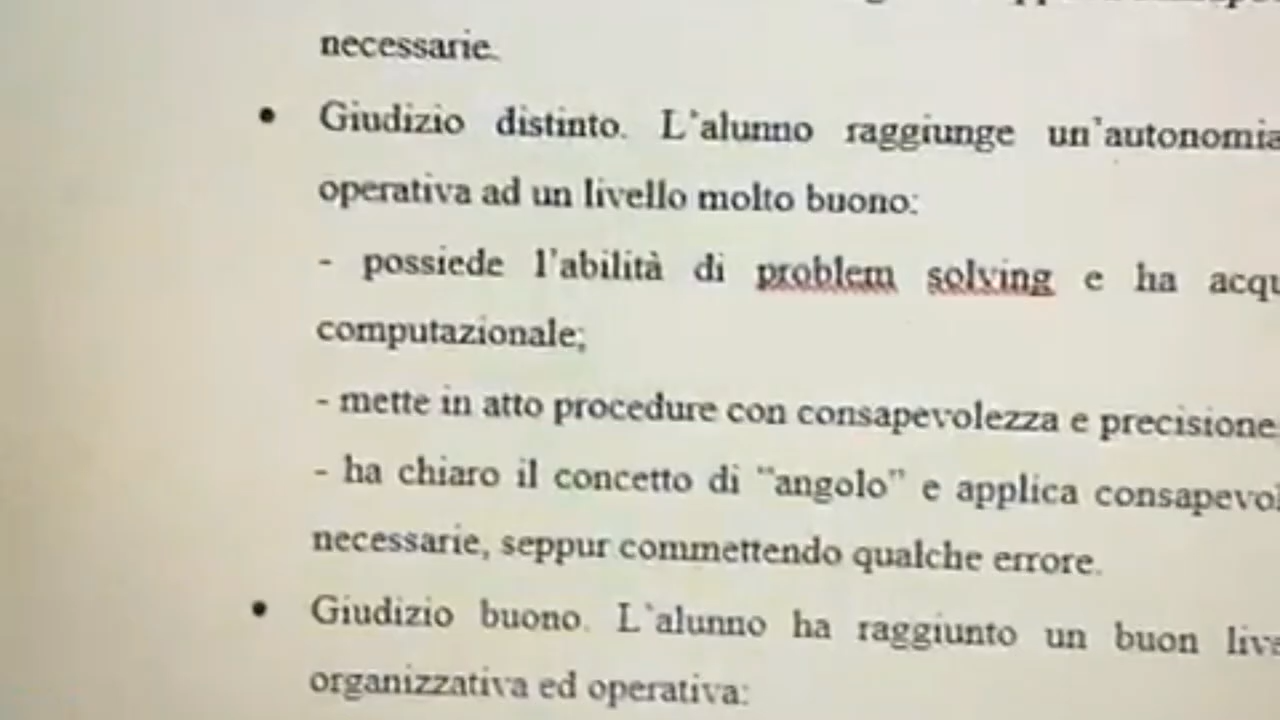 necessarie.
• Giudizio distinto. L'alunno raggiunge un'autonomia
operativa ad un livello molto buono:
- possiede l'abilità di problem solving e ha
computazionale;
- mette in atto procedure con consapevolezza e precisione
- ha chiaro il concetto di "angolo" e applica
necessarie, seppur commettendo qualche errore.
• Giudizio buono. L'alunno ha raggiunto un buon
organizzativa ed operativa: